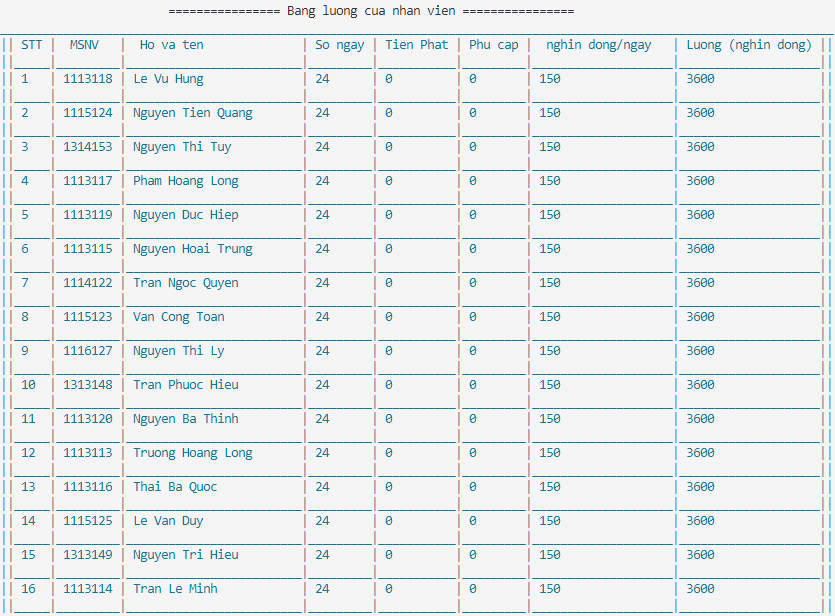 ================ Bang luong cua nhan vien ================
STT | MSNV | Ho va ten | So ngay | Tien Phat | Phu cap | nghin dong/ngay | Luong (nghin dong)
1 | 1113118 | Le Vu Hung | 24 | 0 | 0 | 150 | 3600
2 | 1115124 | Nguyen Tien Quang | 24 | 0 | 0 | 150 | 3600
3 | 1314153 | Nguyen Thi Tuy | 24 | 0 | 0 | 150 | 3600
4 | 1113117 | Pham Hoang Long | 24 | 0 | 0 | 150 | 3600
5 | 1113119 | Nguyen Duc Hiep | 24 | 0 | 0 | 150 | 3600
6 | 1113115 | Nguyen Hoai Trung | 24 | 0 | 0 | 150 | 3600
7 | 1114122 | Tran Ngoc Quyen | 24 | 0 | 0 | 150 | 3600
8 | 1115123 | Van Cong Toan | 24 | 0 | 0 | 150 | 3600
9 | 1116127 | Nguyen Thi Ly | 24 | 0 | 0 | 150 | 3600
10 | 1313148 | Tran Phuoc Hieu | 24 | 0 | 0 | 150 | 3600
11 | 1113120 | Nguyen Ba Thinh | 24 | 0 | 0 | 150 | 3600
12 | 1113113 | Truong Hoang Long | 24 | 0 | 0 | 150 | 3600
13 | 1113116 | Thai Ba Quoc | 24 | 0 | 0 | 150 | 3600
14 | 1115125 | Le Van Duy | 24 | 0 | 0 | 150 | 3600
15 | 1313149 | Nguyen Tri Hieu | 24 | 0 | 0 | 150 | 3600
16 | 1113114 | Tran Le Minh | 24 | 0 | 0 | 150 | 3600